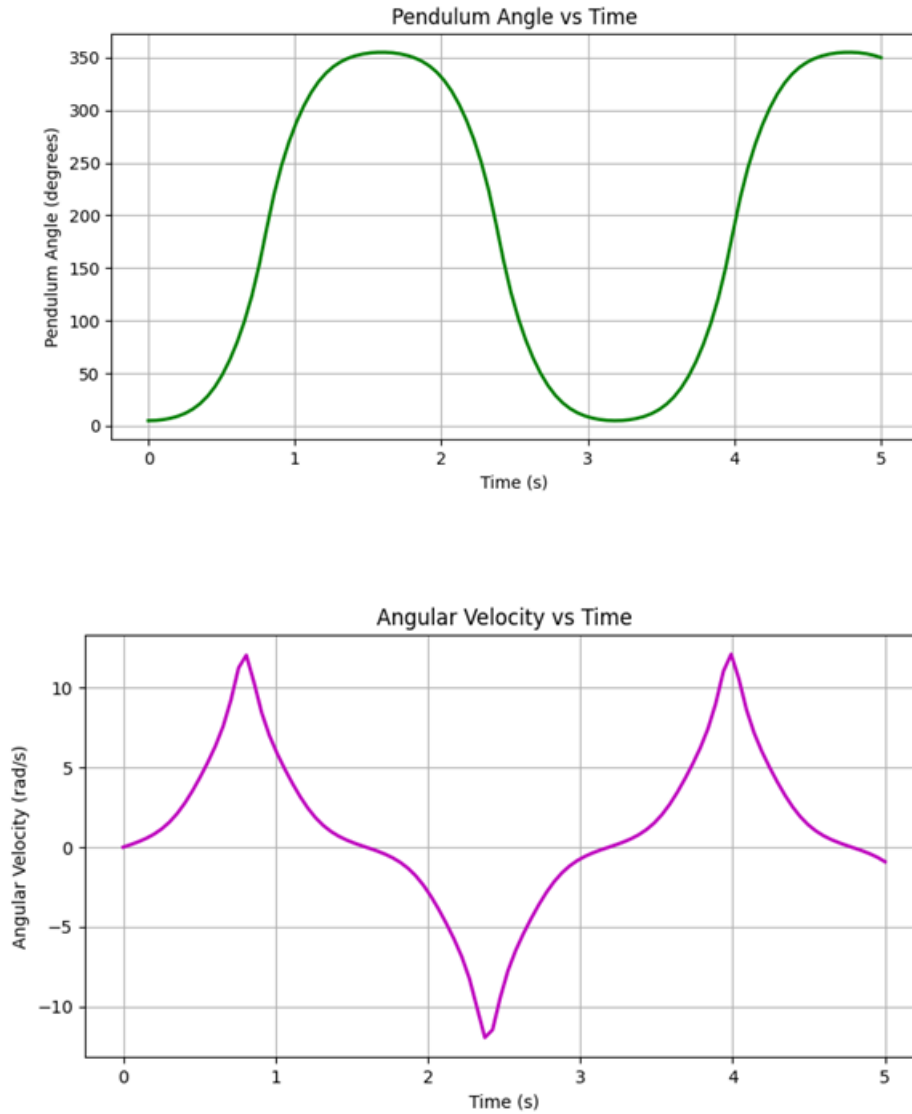 Pendulum Angle vs Time
350
300
250
200
150
100
50
0
Pendulum Angle (degrees)
0 1 2 3 4 5
Time (s)
Angular Velocity vs Time
10
5
0
−5
−10
Angular Velocity (rad/s)
0 1 2 3 4 5
Time (s)